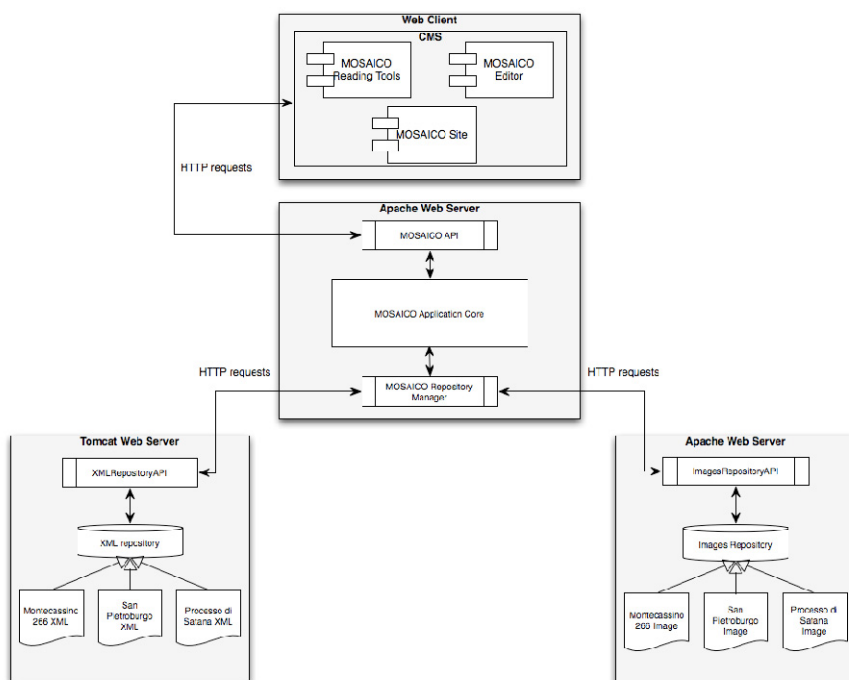 Web Client
CMS
MOSAICO
Reading Tools
MOSAICO
Editor
MOSAICO Site
HTTP requests
Apache Web Server
MOSAICO API
MOSAICO Application Core
HTTP requests
MOSAICO Repository
Manager
HTTP requests
Tomcat Web Server
XMLRepositoryAPI
XML repository
Montecassino
266 XML
San
Pietroburgo
XML
Processo di
Satana XML
Apache Web Server
ImagesRepositoryAPI
Images Repository
Montecassino
266 Image
San
Pietroburgo
Image
Processo di
Satana
Image